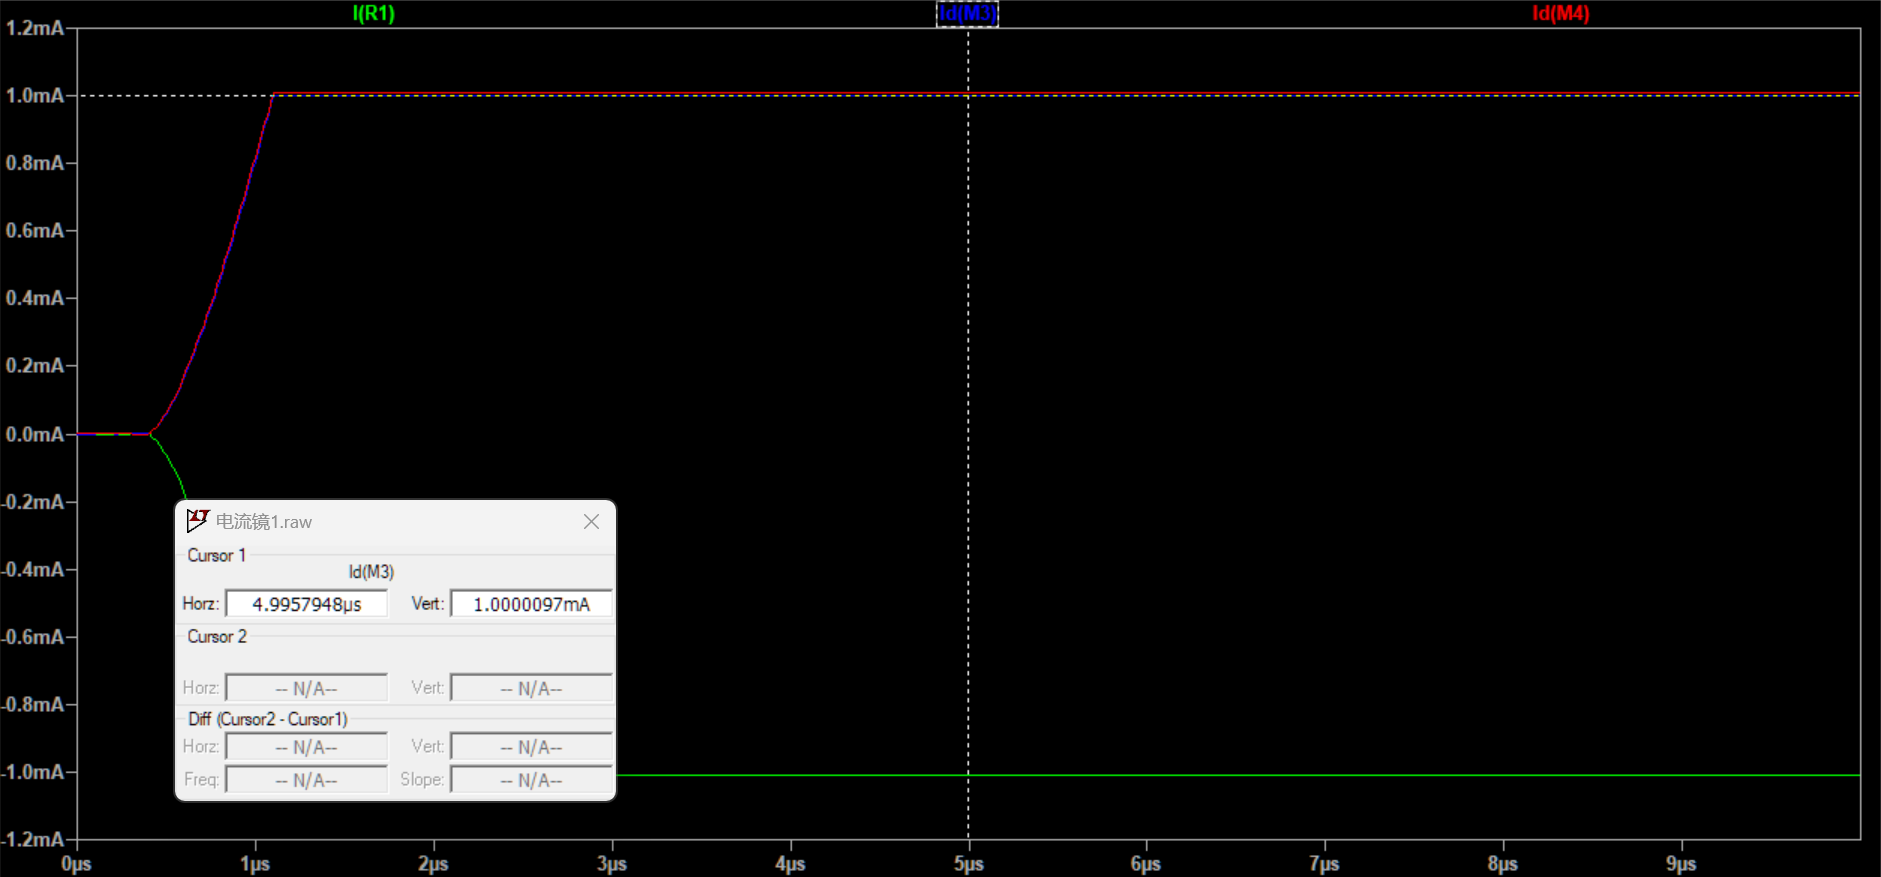 I(R1) Id(M3) Id(M4)
1.2mA
1.0mA
0.8mA
0.6mA
0.4mA
0.2mA
0.0mA
-0.2mA
-0.4mA
-0.6mA
-0.8mA
-1.0mA
-1.2mA
0µs 1µs 2µs 3µs 4µs 5µs 6µs 7µs 8µs 9µs
电流镜1.raw
Cursor 1
Id(M3)
Horz: 4.9957948µs Vert: 1.0000097mA
Cursor 2
Horz: -- N/A-- Vert: -- N/A--
Diff (Cursor2 - Cursor1)
Horz: -- N/A-- Vert: -- N/A--
Freq: -- N/A-- Slope: -- N/A--